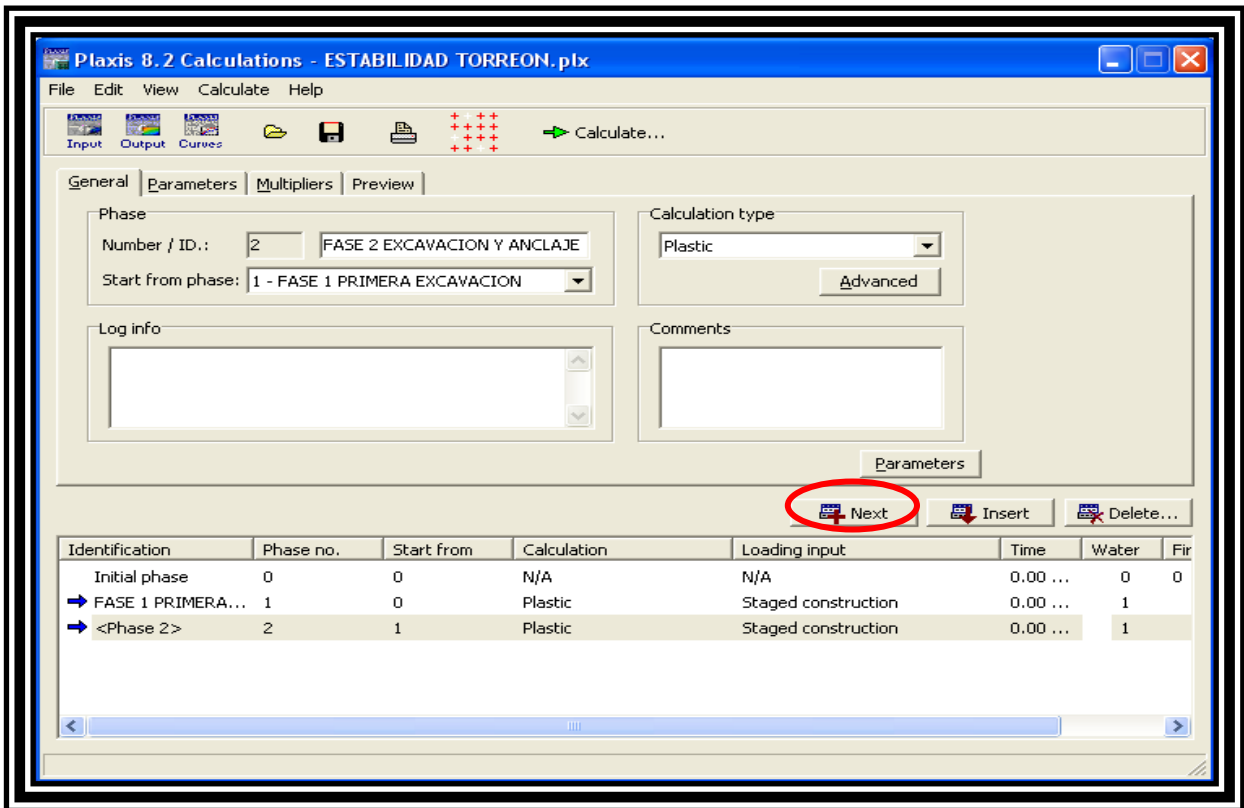 Plaxis 8.2 Calculations - ESTABILIDAD TORREON.plx
File Edit View Calculate Help
Input Output Curves Calculate...
General Parameters Multipliers Preview
Phase Calculation type
Number / ID.: 2 FASE 2 EXCAVACION Y ANCLAJE Plastic
Start from phase: 1 - FASE 1 PRIMERA EXCAVACION Advanced
Log info Comments
Parameters
Next Insert Delete...
Identification Phase no. Start from Calculation Loading input Time Water Fir
Initial phase 0 0 N/A N/A 0.00 ... 0 0
FASE 1 PRIMERA... 1 0 Plastic Staged construction 0.00 ... 1
<Phase 2> 2 1 Plastic Staged construction 0.00 ... 1